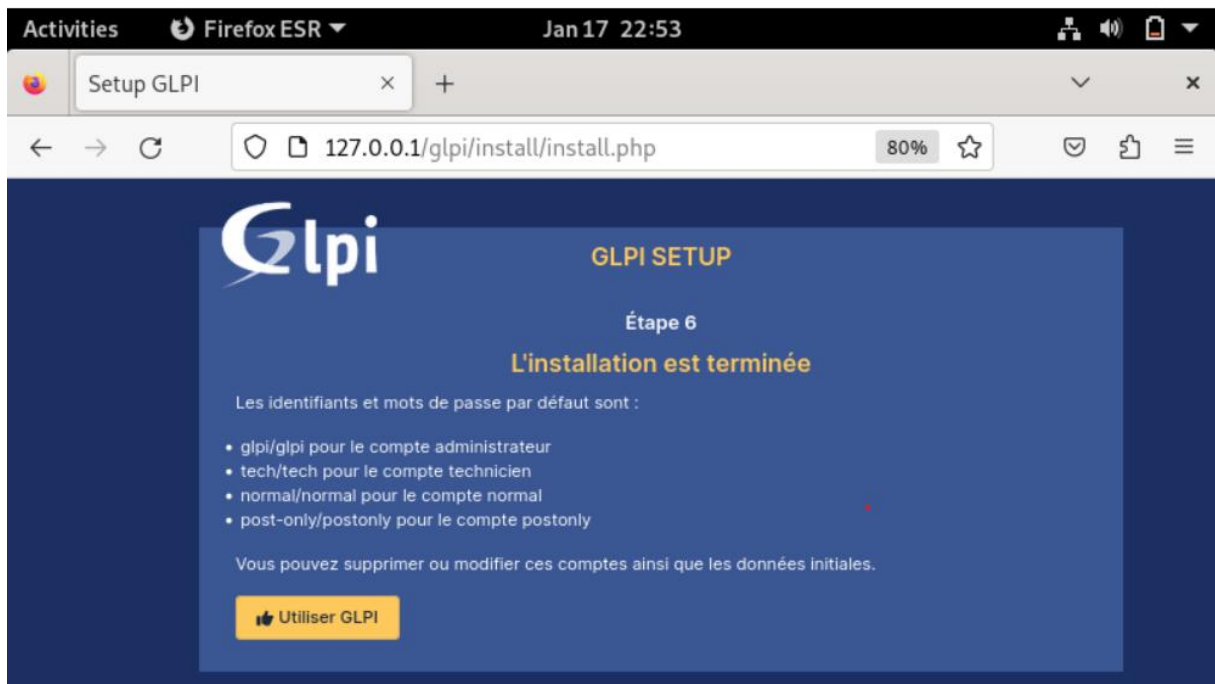 Activities Firefox ESR Jan 17 22:53
Setup GLPI
127.0.0.1/glpi/install/install.php 80%
Glpi
GLPI SETUP
Étape 6
L'installation est terminée
Les identifiants et mots de passe par défaut sont :
• glpi/glpi pour le compte administrateur
• tech/tech pour le compte technicien
• normal/normal pour le compte normal
• post-only/postonly pour le compte postonly
Vous pouvez supprimer ou modifier ces comptes ainsi que les données initiales.
Utiliser GLPI